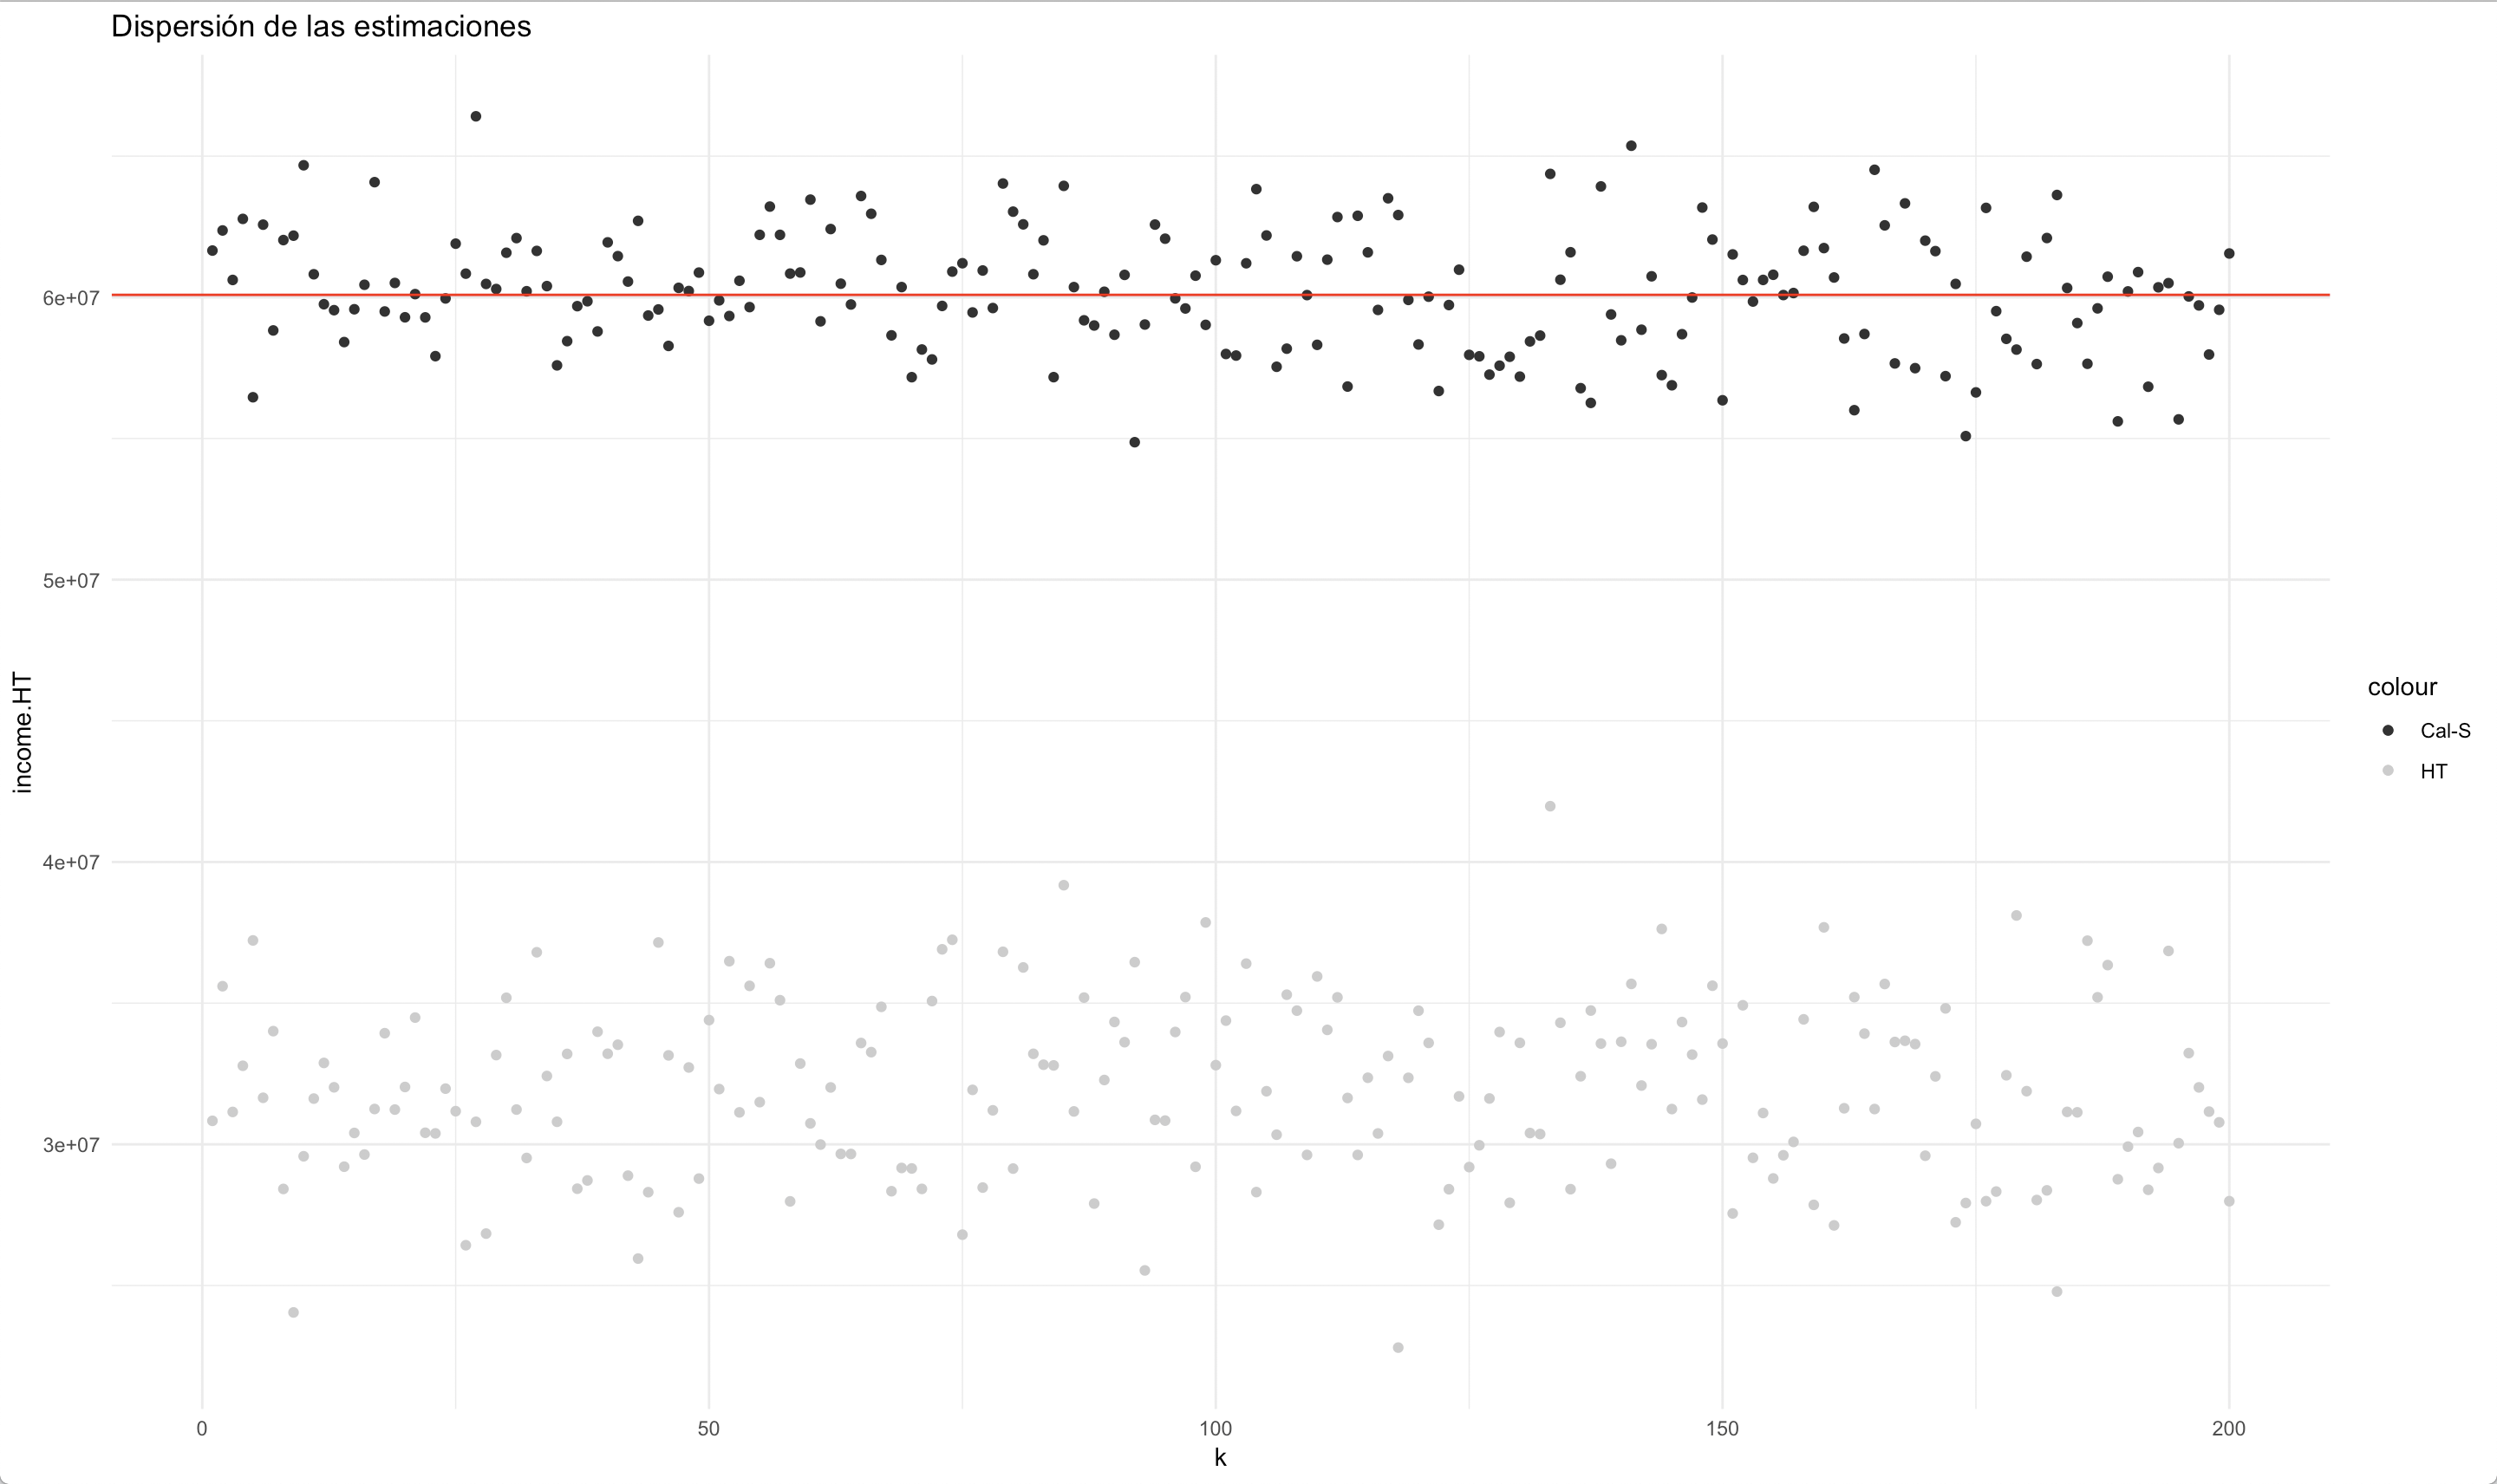 Dispersión de las estimaciones
6e+07
5e+07
4e+07
3e+07
income.HT
0 50 100 150 200
k
colour
Cal-S
HT